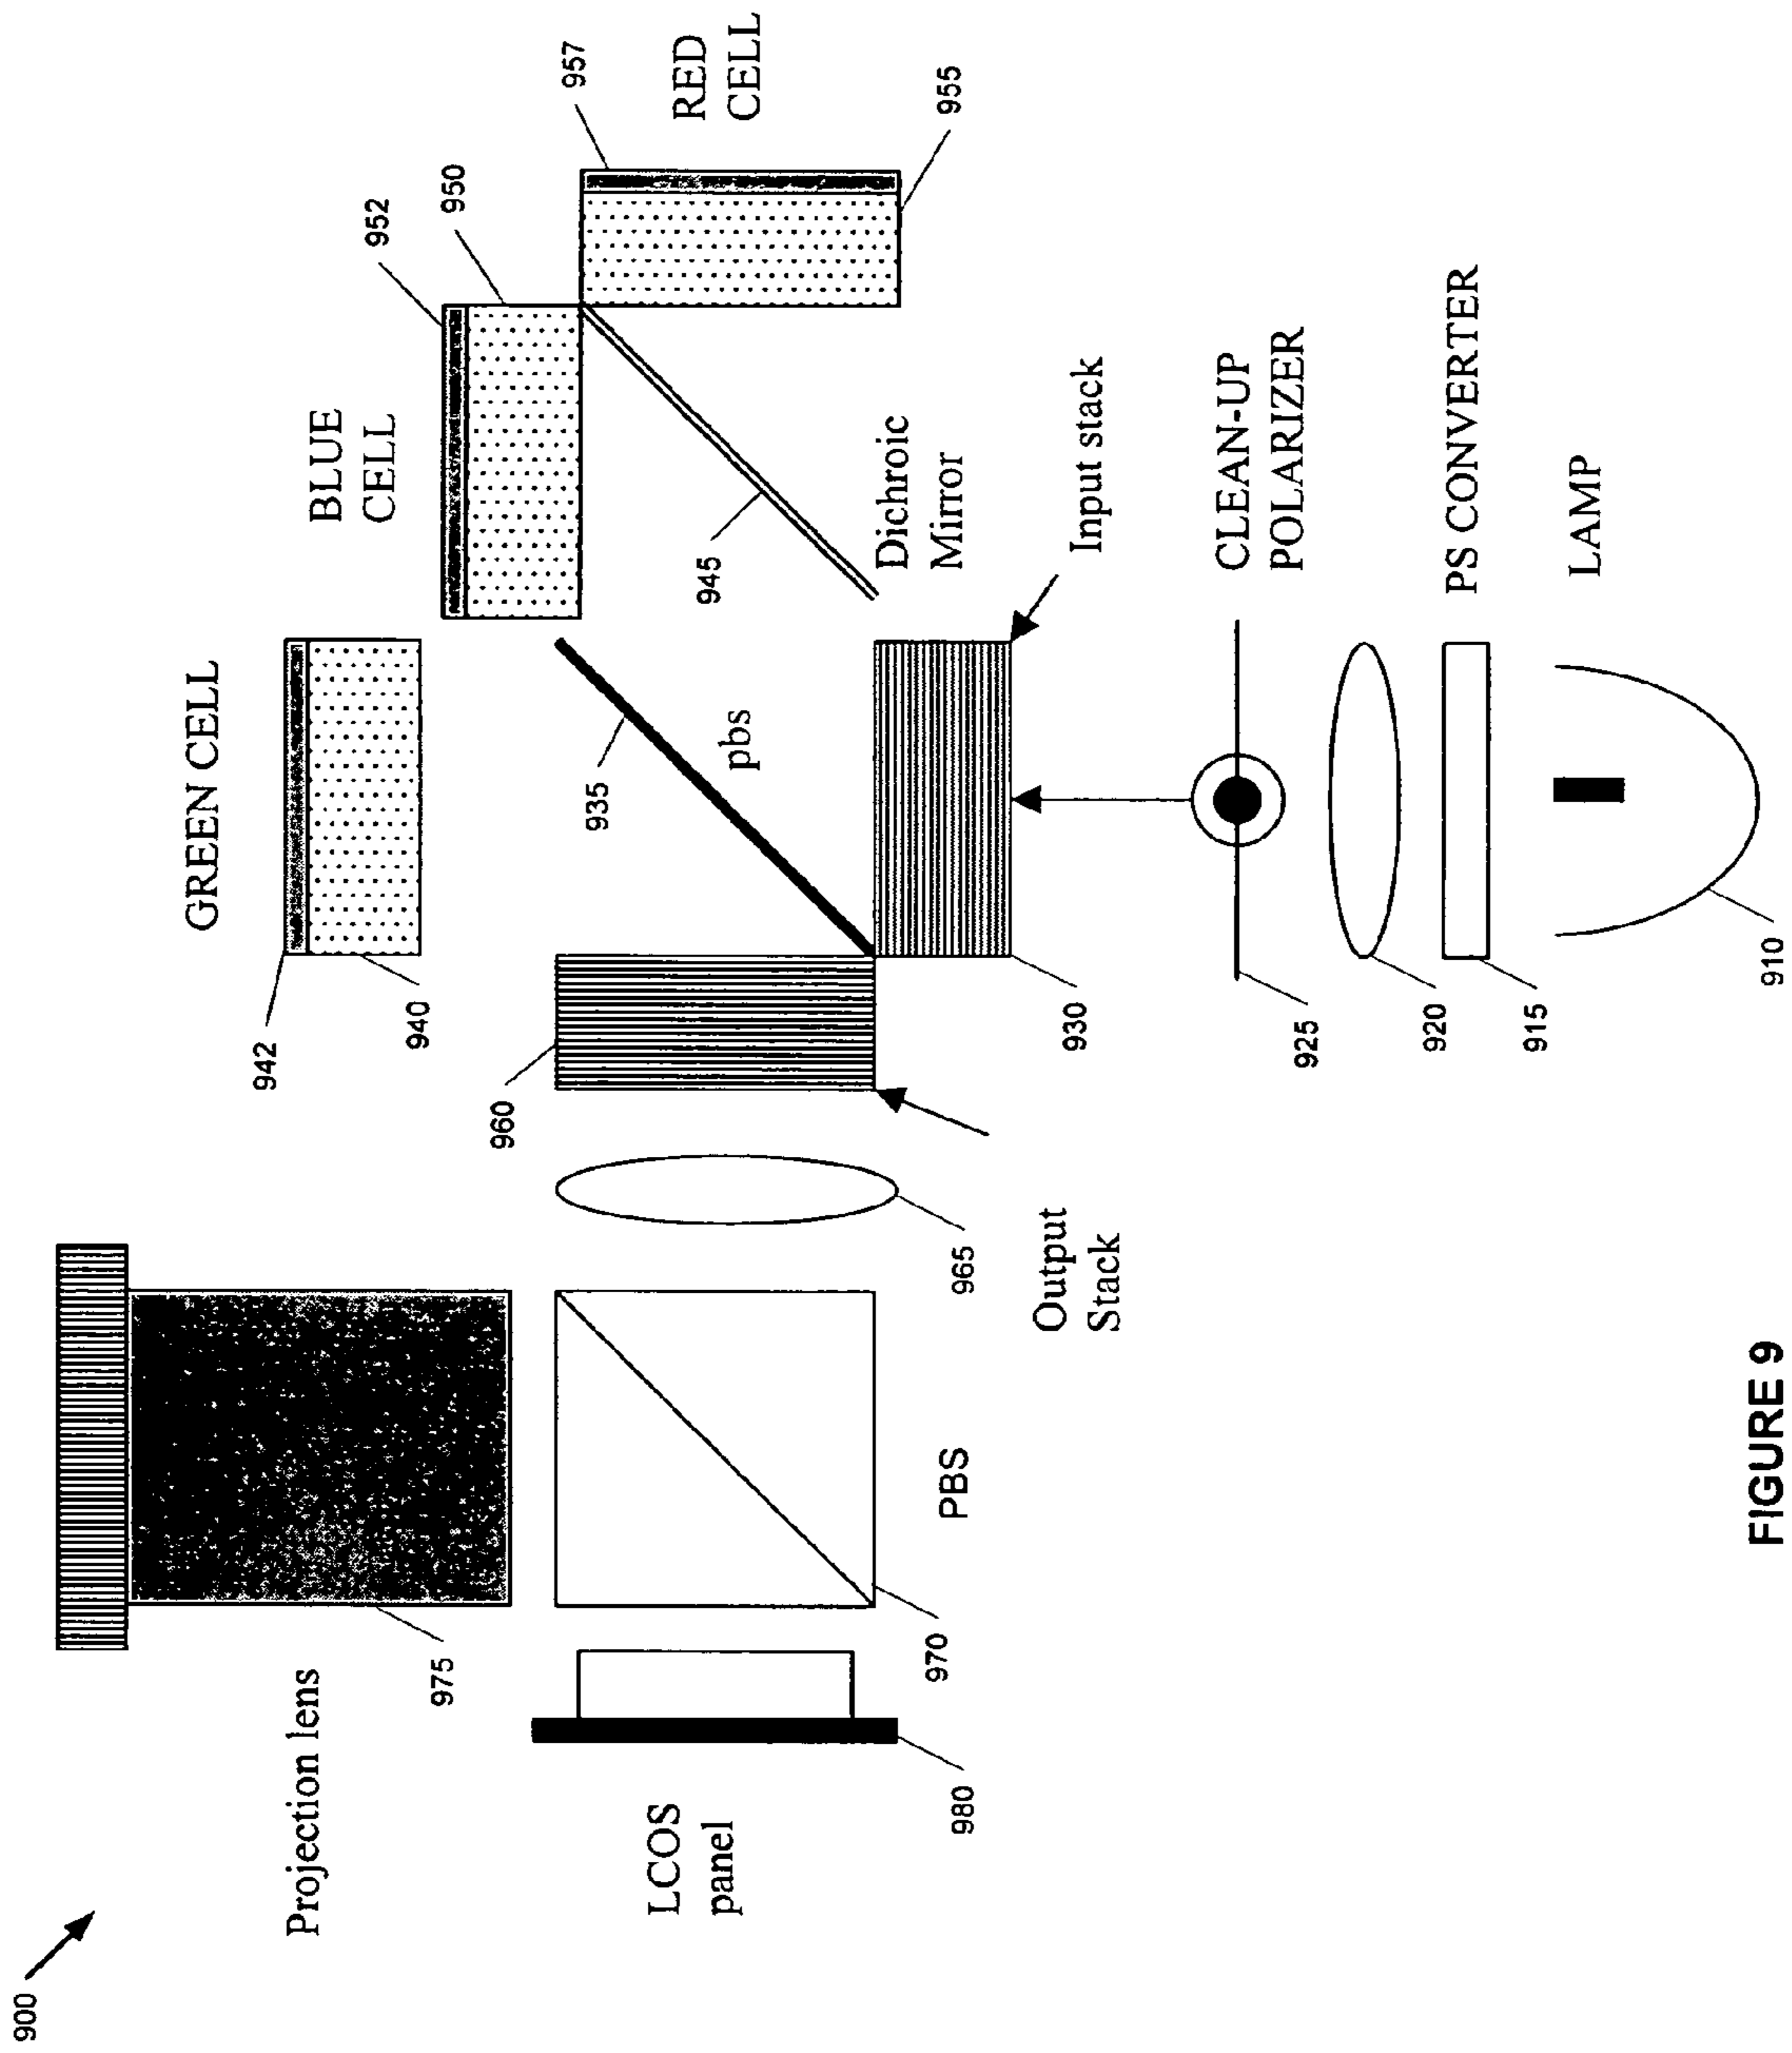 900
Projection lens
975
LCOS
panel
980
970
PBS
965
Output
Stack
960
GREEN CELL
942
940
935
pbs
930
BLUE
CELL
952
950
945
Dichroic
Mirror
957
RED
CELL
955
Input stack
CLEAN-UP
POLARIZER
925
920
PS CONVERTER
915
LAMP
910
FIGURE 9